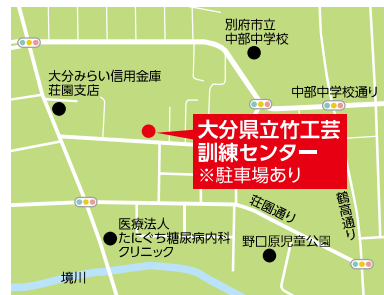 別府市立
中部中学校
大分みらい信用金庫
荘園支店
中部中学校通り
大分県立竹工芸
訓練センター
※駐車場あり
荘園通り
鶴高通り
医療法人
たにぐち糖尿病内科
クリニック
野口原児童公園
境川